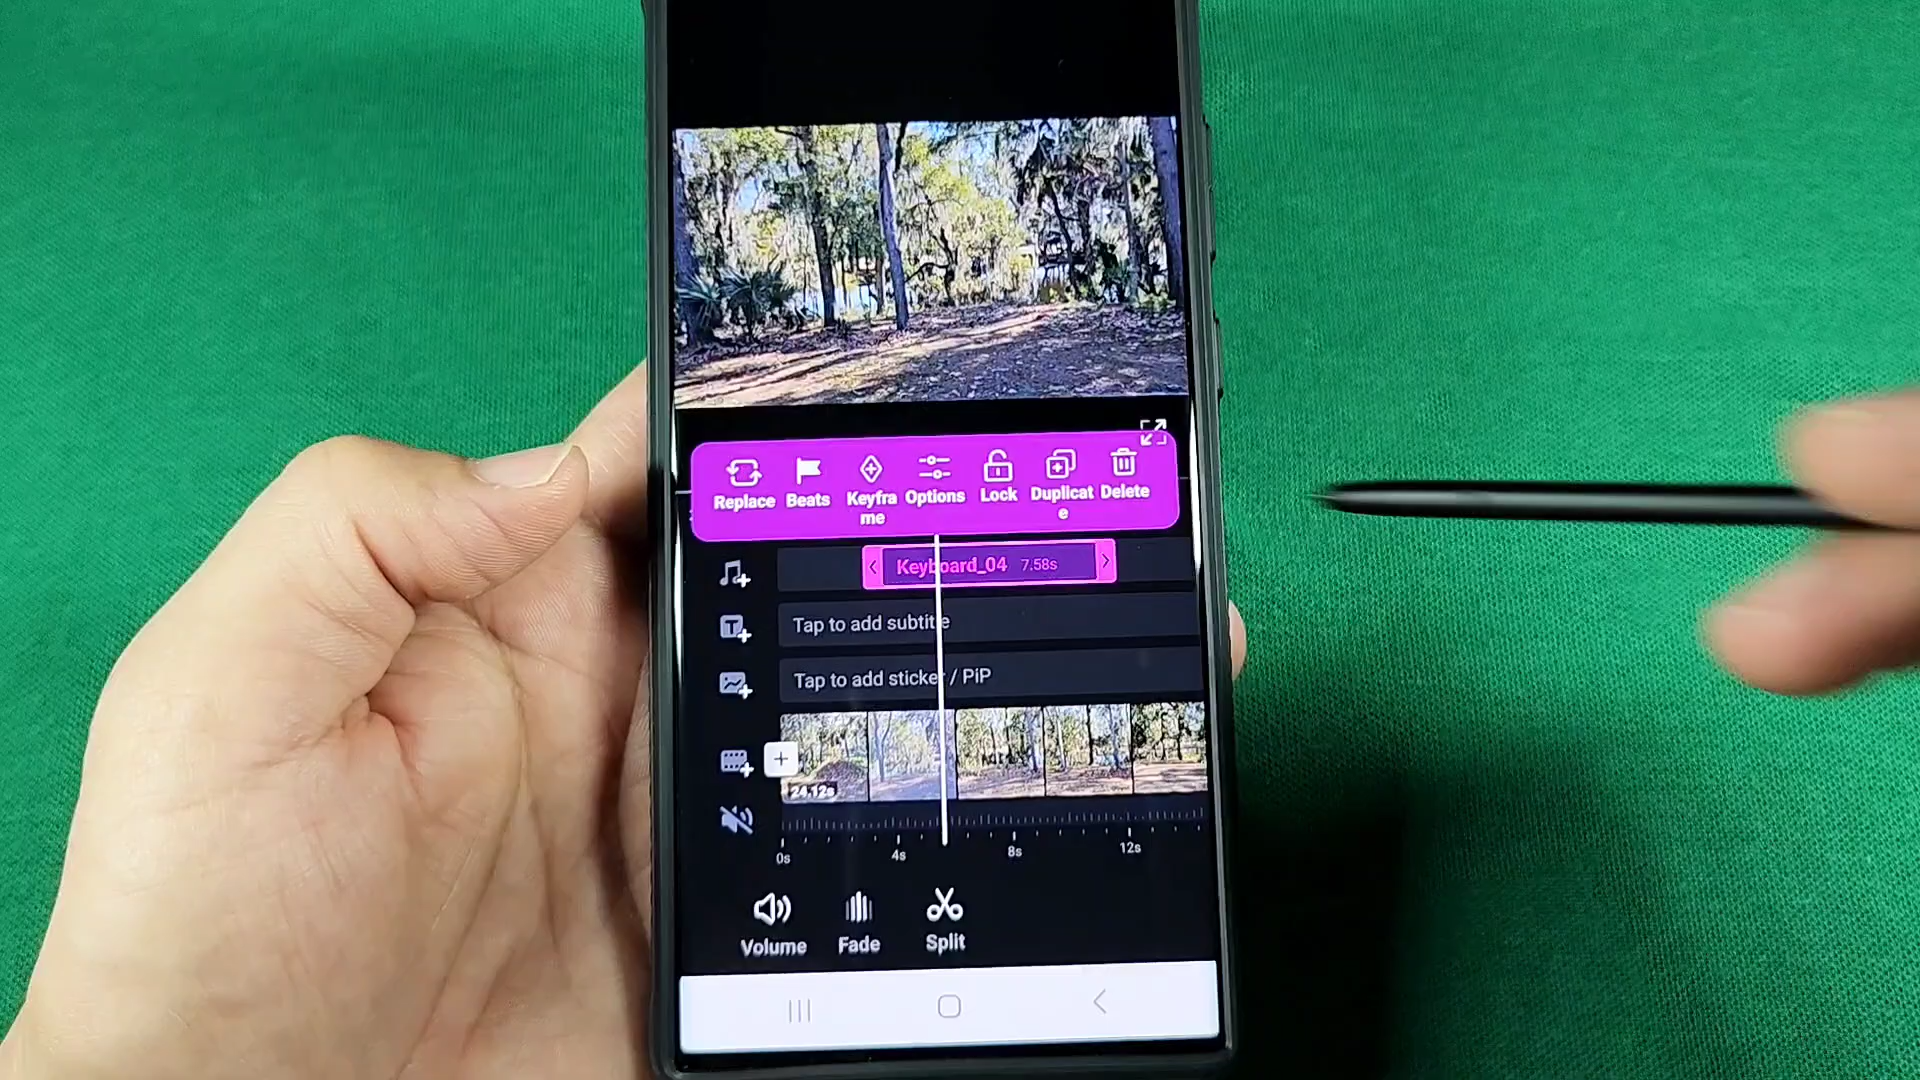 Replace Beats Keyfra
me Options Lock Duplicat
e Delete
Keyboard_04 7.58s
Tap to add subtitle
Tap to add sticker / PiP
24.12s
0s 4s 8s 12s
Volume Fade Split